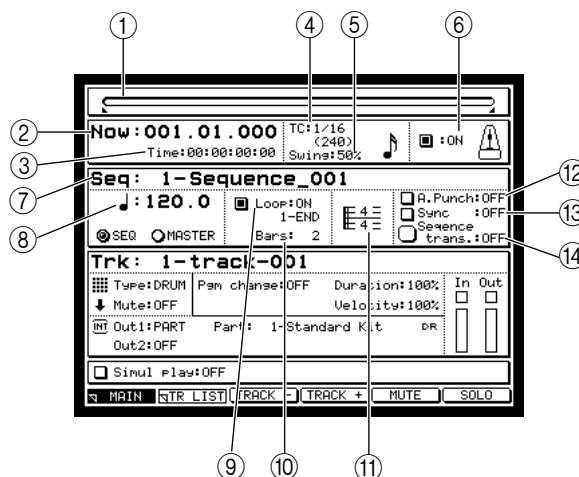 ① ④ ⑤ ⑥
② Now:001.01.000 TC:1/16 :ON
(240)
③ Time:00:00:00:00 Swing:50%
⑦ Seq: 1-Sequence_001
⑧ :120.0 Loop:ON A.Punch:OFF ⑫
1-END 4 Sync :OFF ⑬
SEQ MASTER Bars: 2 4 Seqence
trans.:OFF ⑭
Trk: 1-track-001
Type:DRUM Pgm change:OFF Duration:100% In Out
Mute:OFF Velocity:100%
INT Out1:PART Part: 1-Standard Kit DR
Out2:OFF
Simul play:OFF
MAIN TR LIST TRACK - TRACK + MUTE SOLO
⑨ ⑩ ⑪